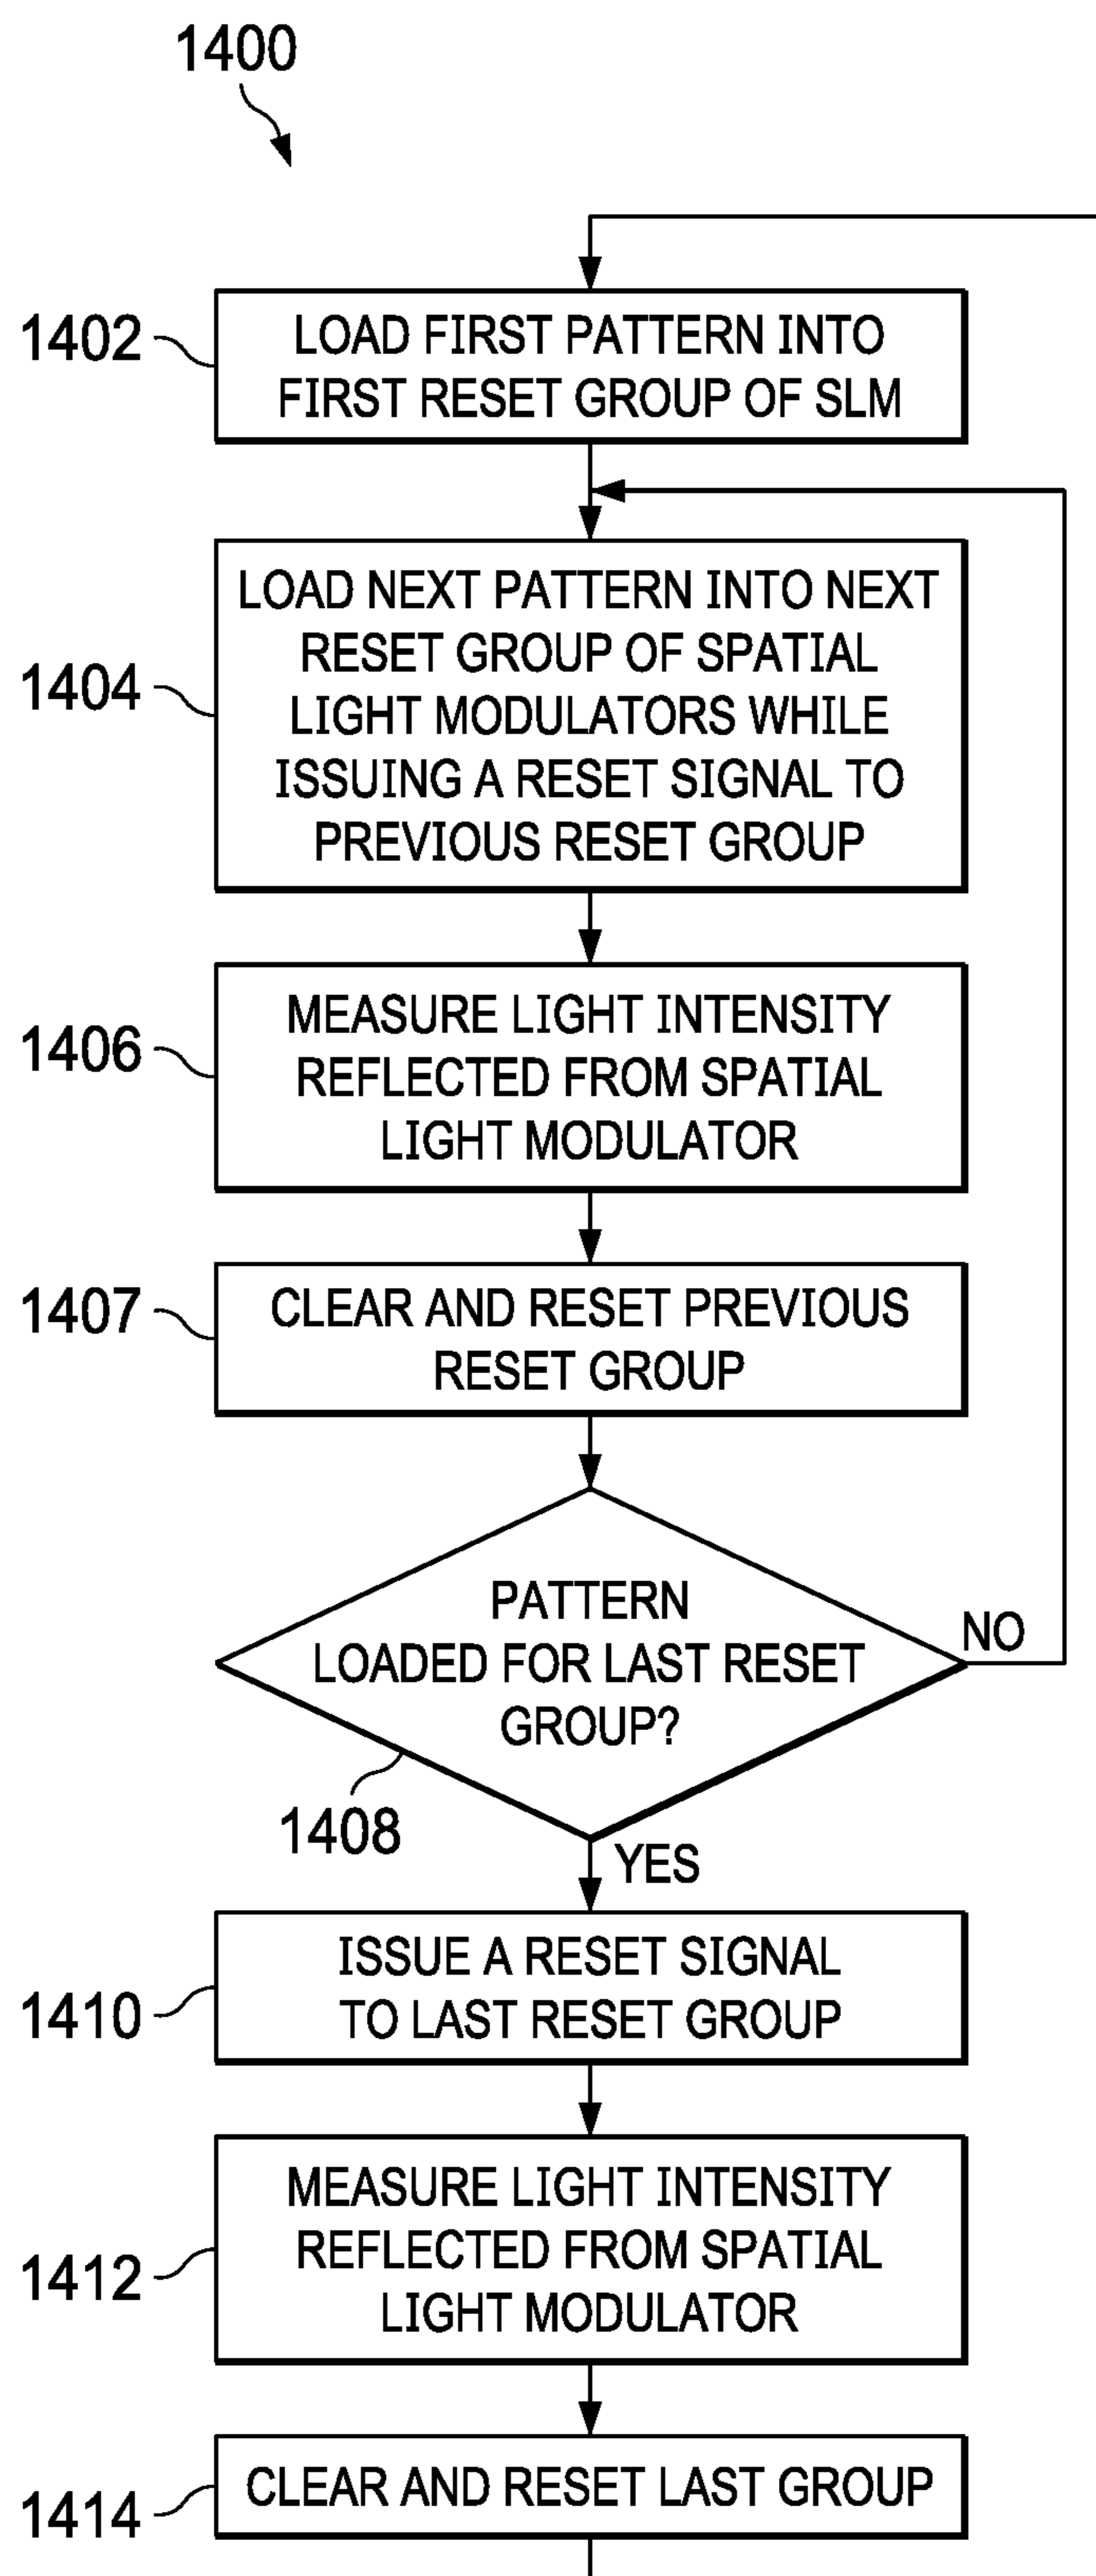 1400
1402
LOAD FIRST PATTERN INTO
FIRST RESET GROUP OF SLM
1404
LOAD NEXT PATTERN INTO NEXT
RESET GROUP OF SPATIAL
LIGHT MODULATORS WHILE
ISSUING A RESET SIGNAL TO
PREVIOUS RESET GROUP
1406
MEASURE LIGHT INTENSITY
REFLECTED FROM SPATIAL
LIGHT MODULATOR
1407
CLEAR AND RESET PREVIOUS
RESET GROUP
PATTERN
LOADED FOR LAST RESET
GROUP?
NO
1408
YES
1410
ISSUE A RESET SIGNAL
TO LAST RESET GROUP
1412
MEASURE LIGHT INTENSITY
REFLECTED FROM SPATIAL
LIGHT MODULATOR
1414
CLEAR AND RESET LAST GROUP